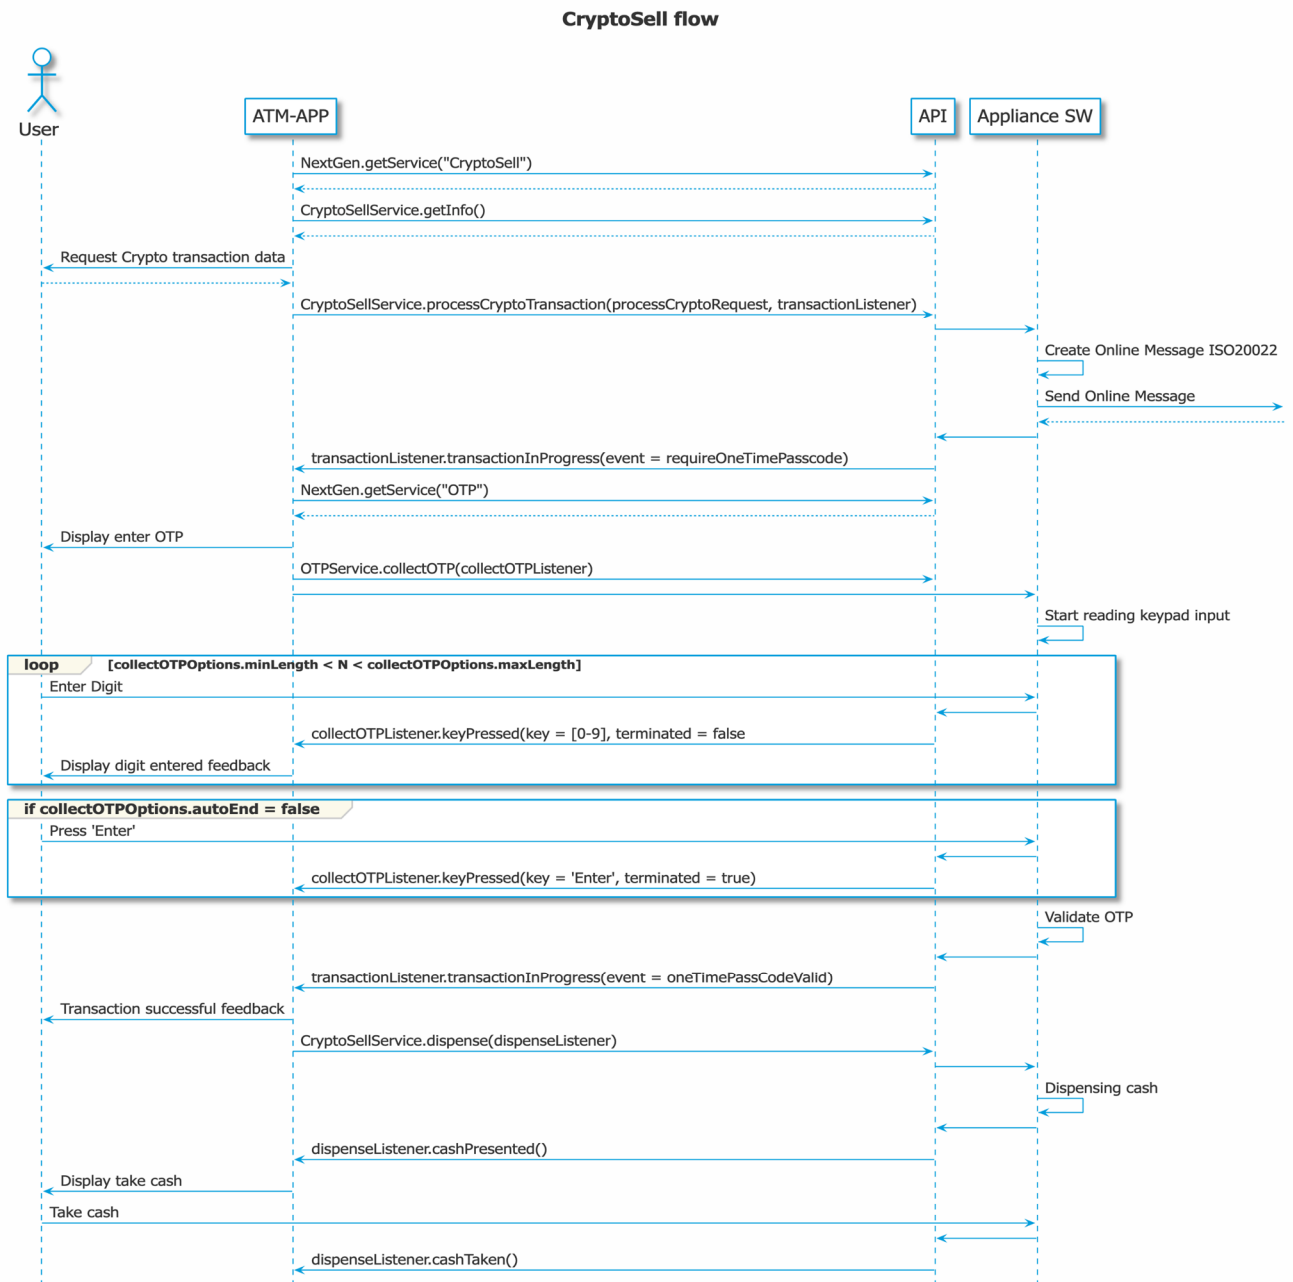 CryptoSell flow
User
ATM-APP
API
Appliance SW
NextGen.getService("CryptoSell")
CryptoSellService.getInfo()
Request Crypto transaction data
CryptoSellService.processCryptoTransaction(processCryptoRequest, transactionListener)
Create Online Message ISO20022
Send Online Message
transactionListener.transactionInProgress(event = requireOneTimePasscode)
NextGen.getService("OTP")
Display enter OTP
OTPService.collectOTP(collectOTPListener)
Start reading keypad input
loop [collectOTPOptions.minLength < N < collectOTPOptions.maxLength]
Enter Digit
collectOTPListener.keyPressed(key = [0-9], terminated = false
Display digit entered feedback
if collectOTPOptions.autoEnd = false
Press 'Enter'
collectOTPListener.keyPressed(key = 'Enter', terminated = true)
Validate OTP
transactionListener.transactionInProgress(event = oneTimePassCodeValid)
Transaction successful feedback
CryptoSellService.dispense(dispenseListener)
Dispensing cash
dispenseListener.cashPresented()
Display take cash
Take cash
dispenseListener.cashTaken()